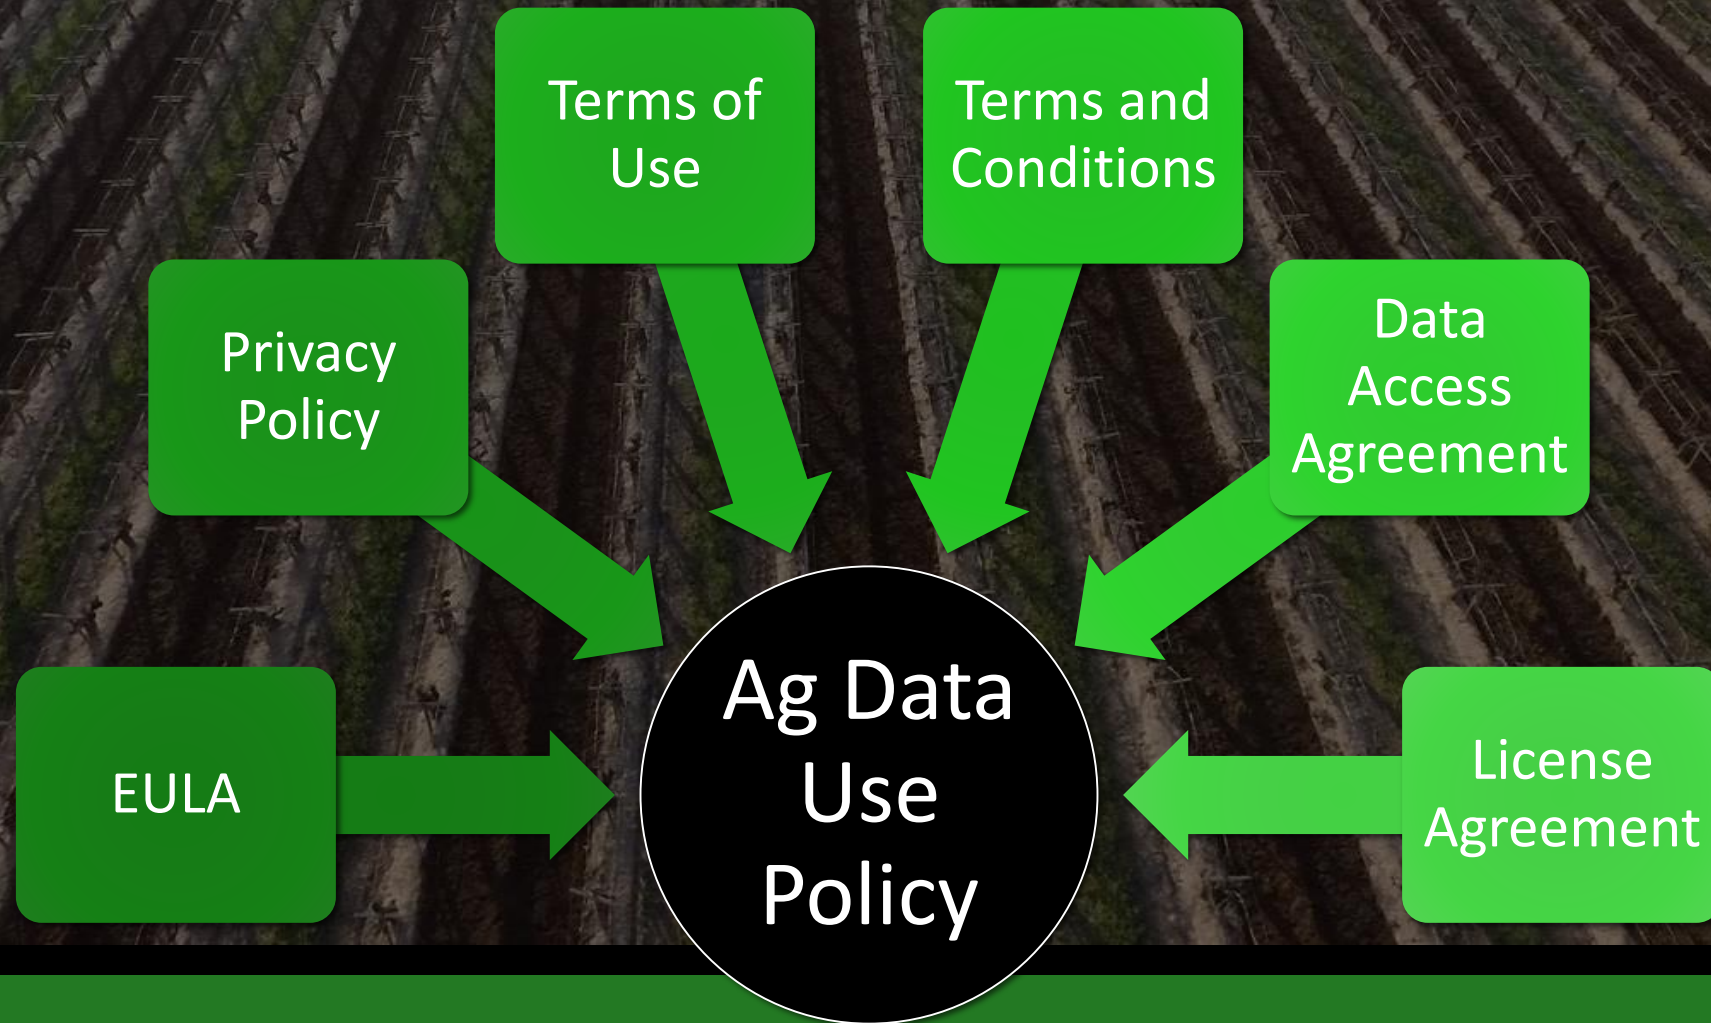 Terms of
Use
Terms and
Conditions
Privacy
Policy
Data
Access
Agreement
EULA
Ag Data
Use
Policy
License
Agreement